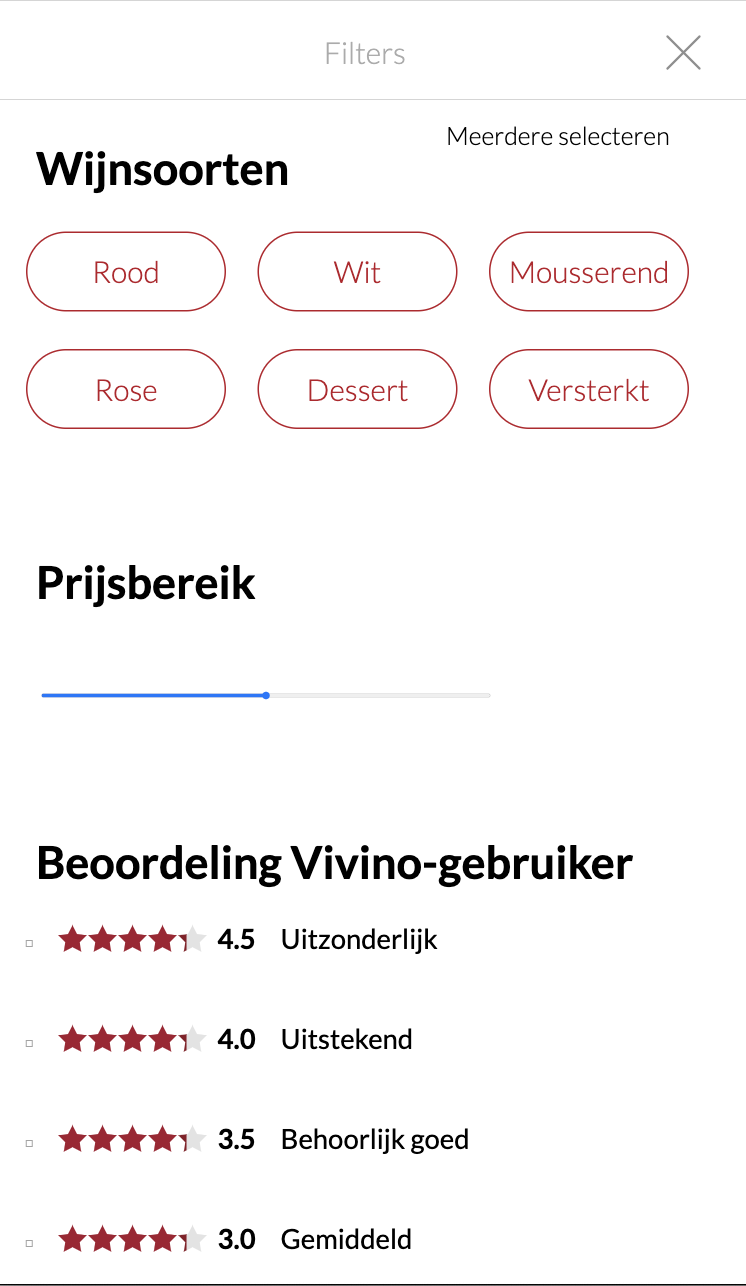 Filters
Meerdere selecteren
Wijnsoorten
Rood Wit Mousserend
Rose Dessert Versterkt
Prijsbereik
Beoordeling Vivino-gebruiker
4.5 Uitzonderlijk
4.0 Uitstekend
3.5 Behoorlijk goed
3.0 Gemiddeld